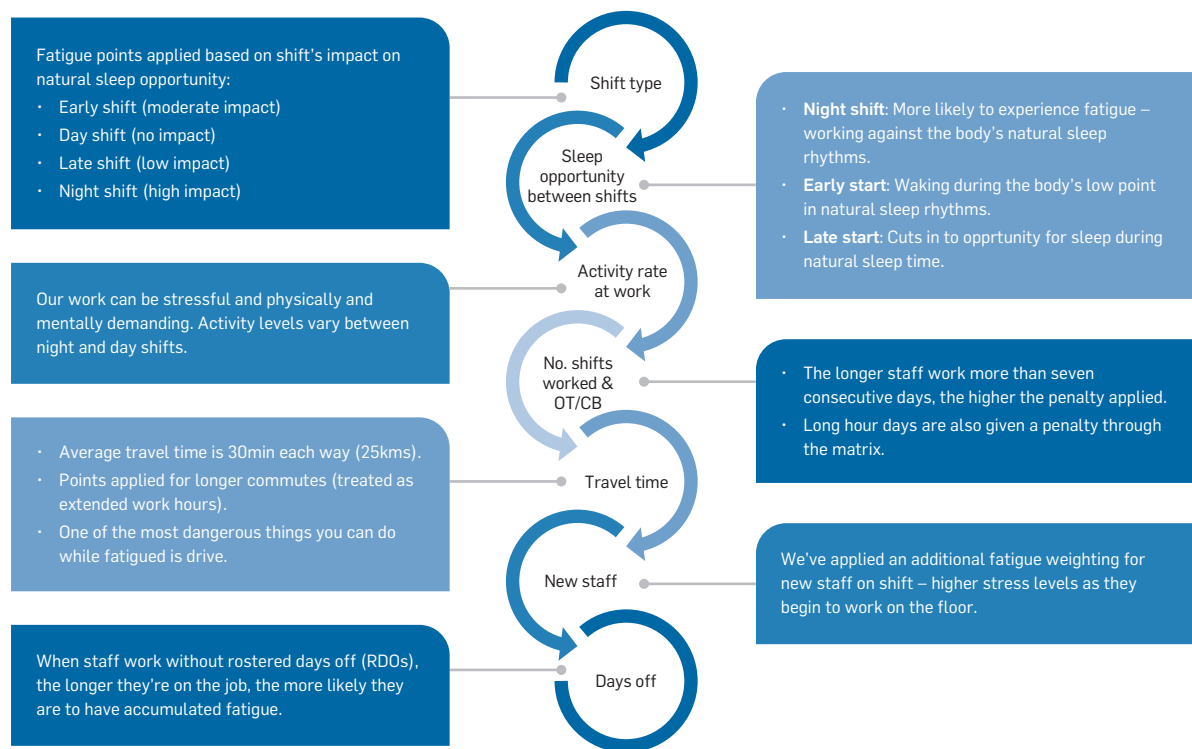 Fatigue points applied based on shift's impact on
natural sleep opportunity:
• Early shift (moderate impact)
• Day shift (no impact)
• Late shift (low impact)
• Night shift (high impact)
Shift type
Sleep
opportunity
between shifts
• Night shift: More likely to experience fatigue –
working against the body's natural sleep
rhythms.
• Early start: Waking during the body's low point
in natural sleep rhythms.
• Late start: Cuts in to opprtunity for sleep during
natural sleep time.
Our work can be stressful and physically and
mentally demanding. Activity levels vary between
night and day shifts.
Activity rate
at work
No. shifts
worked &
OT/CB
• The longer staff work more than seven
consecutive days, the higher the penalty applied.
• Long hour days are also given a penalty through
the matrix.
• Average travel time is 30min each way (25kms).
• Points applied for longer commutes (treated as
extended work hours).
• One of the most dangerous things you can do
while fatigued is drive.
Travel time
New staff
We've applied an additional fatigue weighting for
new staff on shift – higher stress levels as they
begin to work on the floor.
When staff work without rostered days off (RDOs),
the longer they're on the job, the more likely they
are to have accumulated fatigue.
Days off